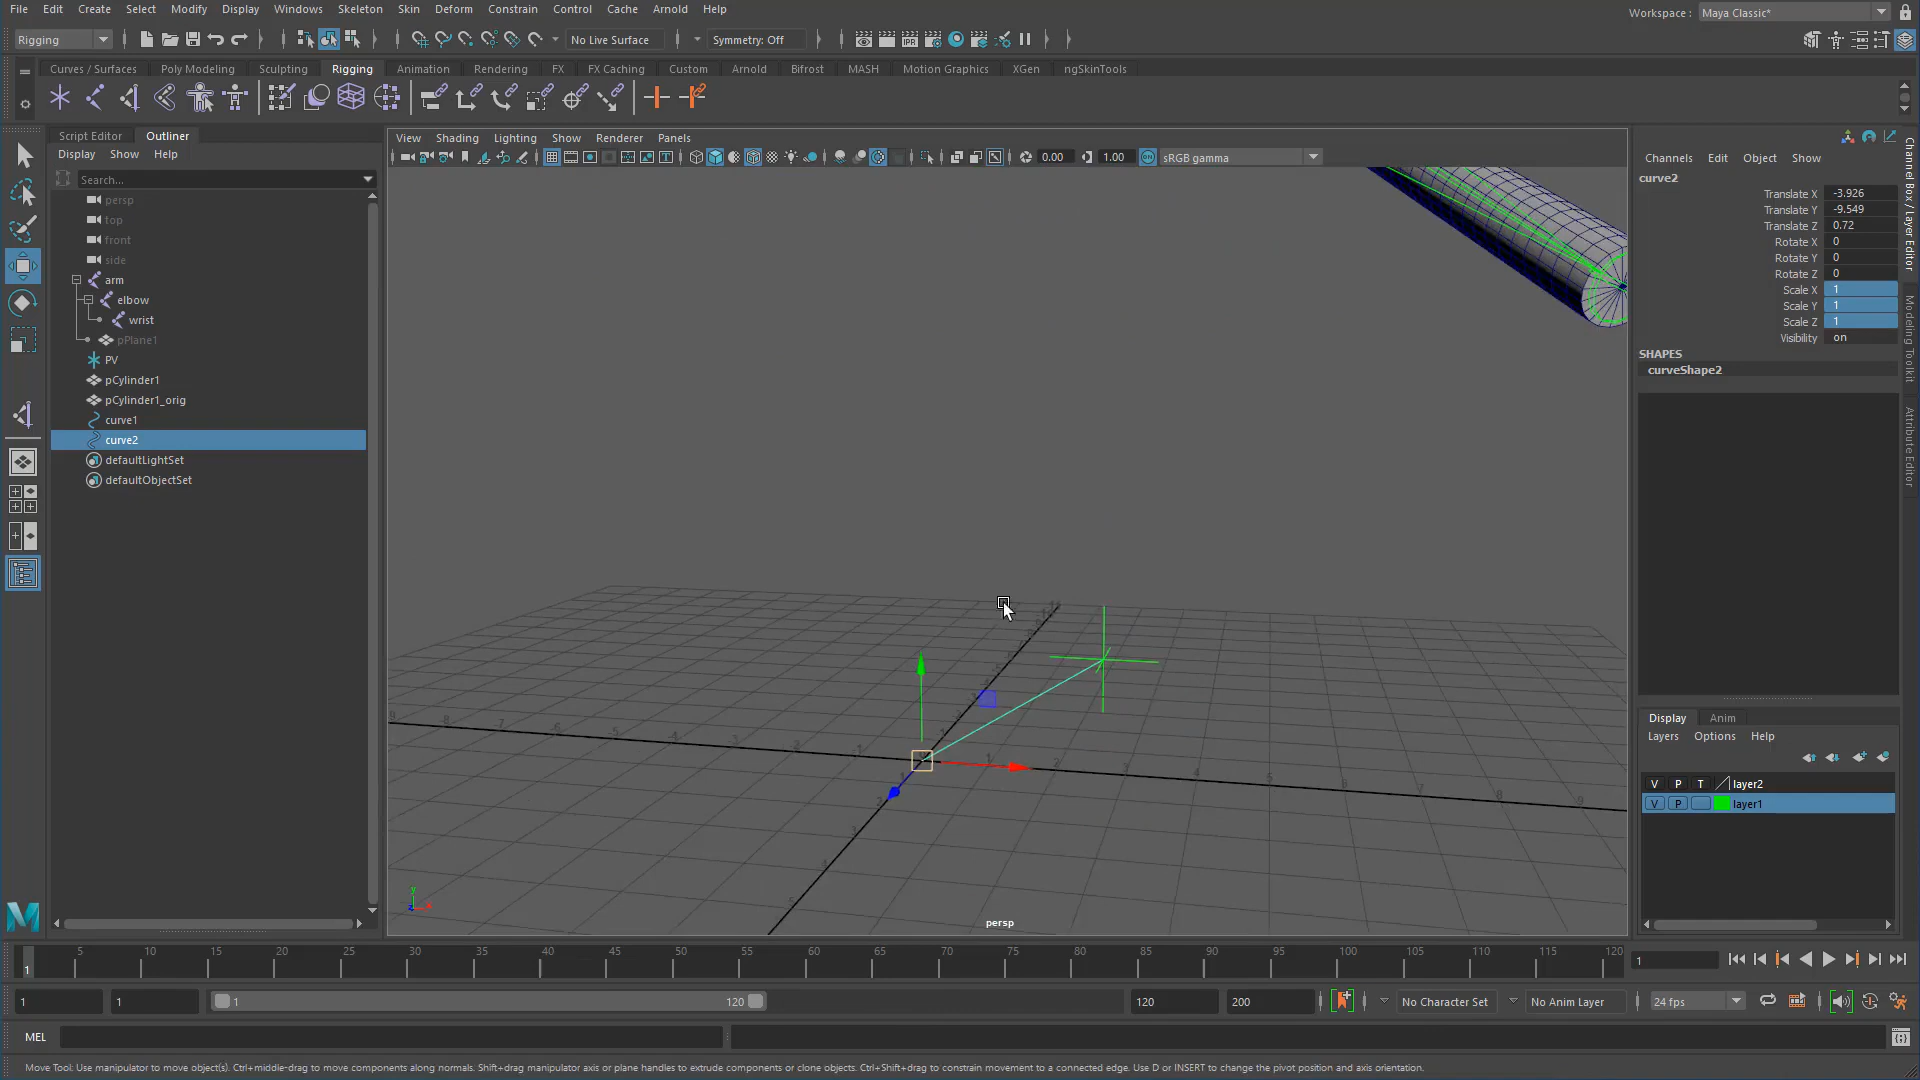 File Edit Create Select Modify Display Windows Skeleton Skin Deform Constrain Control Cache Arnold Help
Workspace : Maya Classic*
Rigging
No Live Surface
Symmetry: Off
Curves / Surfaces Poly Modeling Sculpting Rigging Animation Rendering FX FX Caching Custom Arnold Bifrost MASH Motion Graphics XGen ngSkinTools
Script Editor Outliner
Display Show Help
Search...
persp
top
front
side
arm
elbow
wrist
pPlane1
PV
pCylinder1
pCylinder1_orig
curve1
curve2
defaultLightSet
defaultObjectSet
View Shading Lighting Show Renderer Panels
0.00 1.00 sRGB gamma
persp
Channels Edit Object Show
curve2
Translate X -3.926
Translate Y -9.549
Translate Z 0.72
Rotate X 0
Rotate Y 0
Rotate Z 0
Scale X 1
Scale Y 1
Scale Z 1
Visibility on
SHAPES
curveShape2
Channel Box / Layer Editor
Modeling Toolkit
Attribute Editor
Display Anim
Layers Options Help
V P T layer2
V P layer1
5 10 15 20 25 30 35 40 45 50 55 60 65 70 75 80 85 90 95 100 105 110 115 120
1
1
1 1 1 120 120 200 No Character Set No Anim Layer 24 fps
MEL
Move Tool: Use manipulator to move object(s). Ctrl+middle-drag to move components along normals. Shift+drag manipulator axis or plane handles to extrude components or clone objects. Ctrl+Shift+drag to constrain movement to a connected edge. Use D or INSERT to change the pivot position and axis orientation.